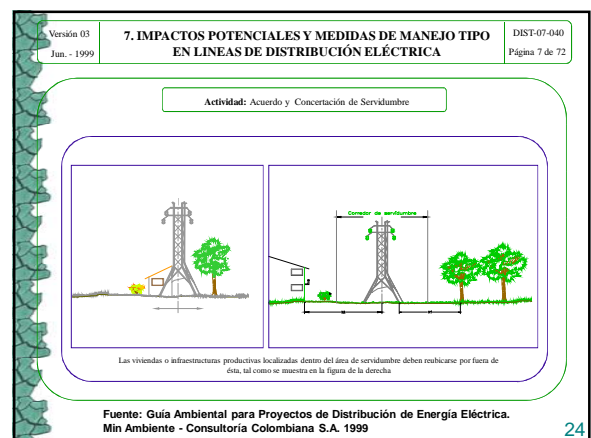 Versión 03
Jun. - 1999
7. IMPACTOS POTENCIALES Y MEDIDAS DE MANEJO TIPO
EN LINEAS DE DISTRIBUCIÓN ELÉCTRICA
DIST-07-040
Página 7 de 72
Actividad: Acuerdo y Concertación de Servidumbre
Corredor de servidumbre
Las viviendas o infraestructuras productivas localizadas dentro del área de servidumbre deben reubicarse por fuera de
ésta, tal como se muestra en la figura de la derecha
Fuente: Guía Ambiental para Proyectos de Distribución de Energía Eléctrica.
Min Ambiente - Consultoría Colombiana S.A. 1999
24